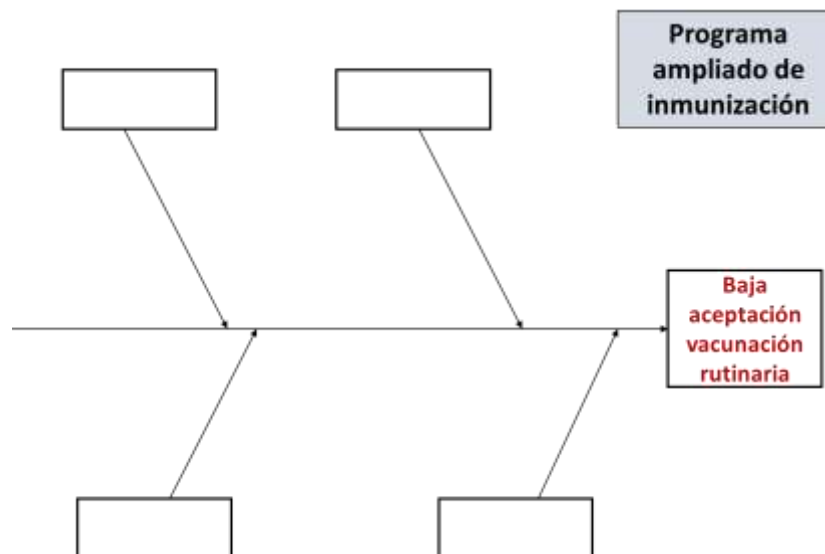 Programa
ampliado de
inmunización
Baja
aceptación
vacunación
rutinaria